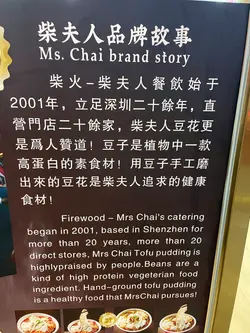 柴夫人品牌故事
Ms. Chai brand story
柴火–柴夫人餐飲始于
2001年，立足深圳二十餘年，直
營門店二十餘家，柴夫人豆花更
是爲人贊道！豆子是植物中一款
高蛋白的素食材！用豆子手工磨
出來的豆花是柴夫人追求的健康
食材！
Firewood – Mrs Chai's catering
began in 2001, based in Shenzhen for
more than 20 years, more than 20
direct stores, Mrs Chai Tofu pudding is
highlypraised by people.Beans are a
kind of high protein vegetarian food
ingredient. Hand-ground tofu pudding
is a healthy food that MrsChai pursues!